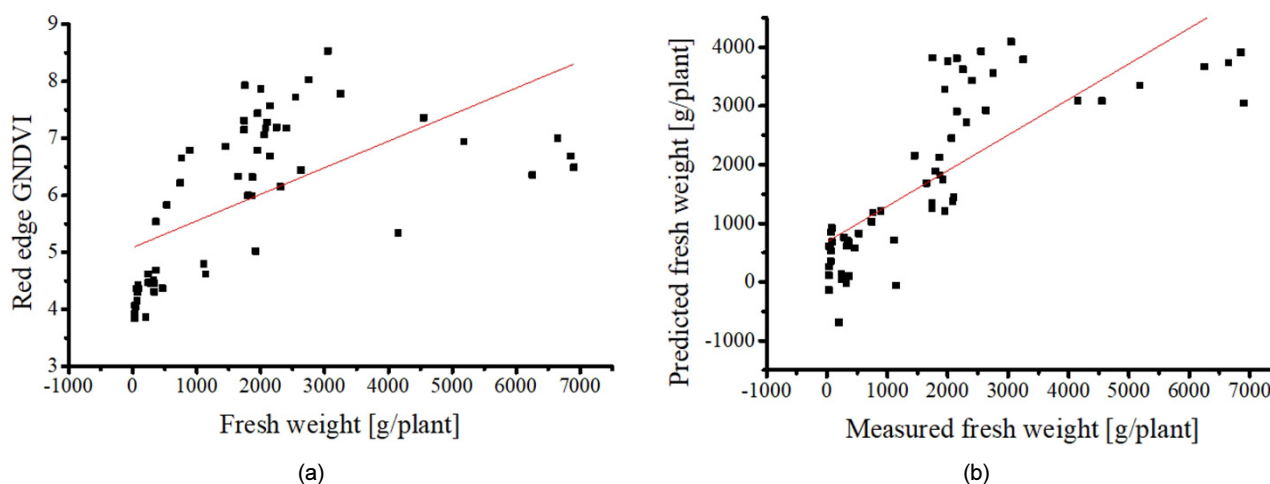 9
8
7
6
5
4
3
Red edge GNDVI
-1000 0 1000 2000 3000 4000 5000 6000 7000
Fresh weight [g/plant]
(a)
4000
3000
2000
1000
0
-1000
Predicted fresh weight [g/plant]
-1000 0 1000 2000 3000 4000 5000 6000 7000
Measured fresh weight [g/plant]
(b)